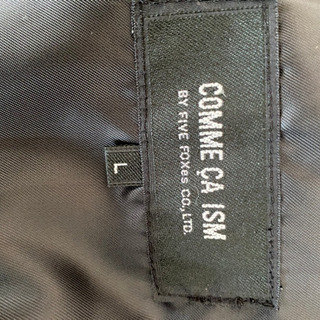 COMME ÇA ISM
BY FIVE FOXes CO., LTD.
L